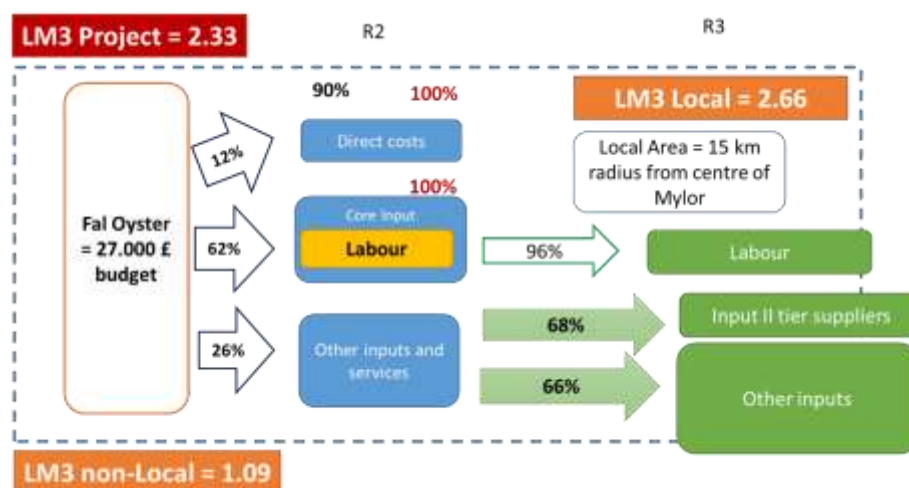 LM3 Project = 2.33
R2
R3
90%
100%
LM3 Local = 2.66
Direct costs
12%
Local Area = 15 km
radius from centre of
Mylor
100%
Core input
Fal Oyster
= 27.000 £
budget
62%
Labour
96%
Labour
68%
Input II tier suppliers
26%
Other inputs and
services
66%
Other inputs
LM3 non-Local = 1.09